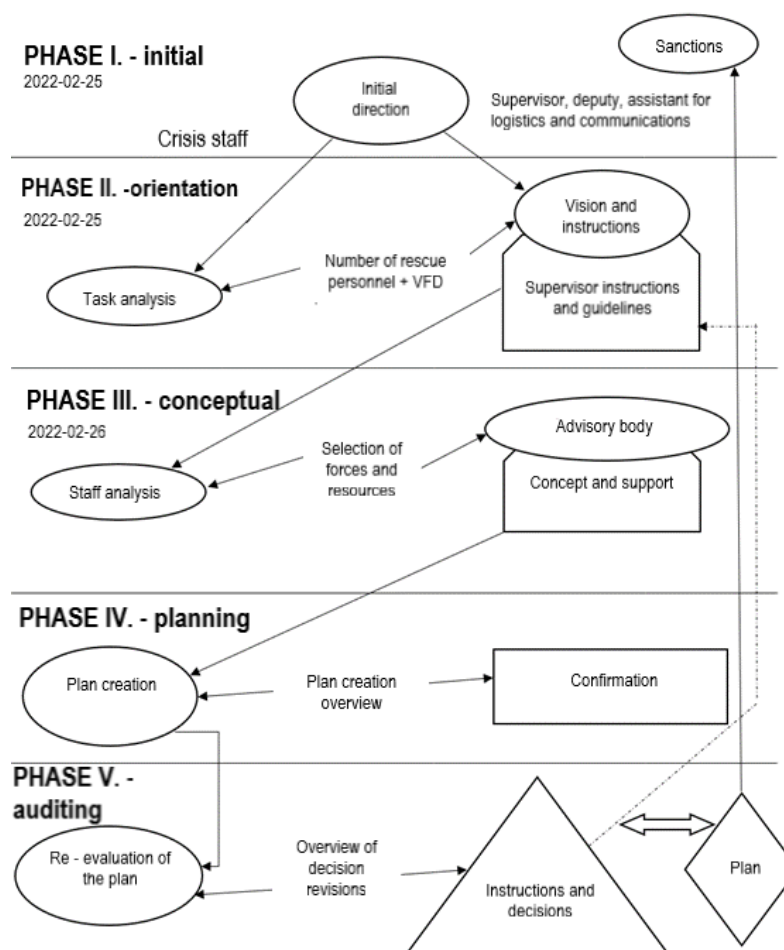 PHASE I. - initial
2022-02-25
Sanctions
Initial
direction
Supervisor, deputy, assistant for
logistics and communications
Crisis staff
PHASE II. -orientation
2022-02-25
Vision and
instructions
Number of rescue
personnel + VFD
Task analysis
Supervisor instructions
and guidelines
PHASE III. - conceptual
2022-02-26
Advisory body
Selection of
forces and
resources
Staff analysis
Concept and support
PHASE IV. - planning
Plan creation
Plan creation
overview
Confirmation
PHASE V. -
auditing
Re - evaluation of
the plan
Overview of
decision
revisions
Instructions and
decisions
Plan